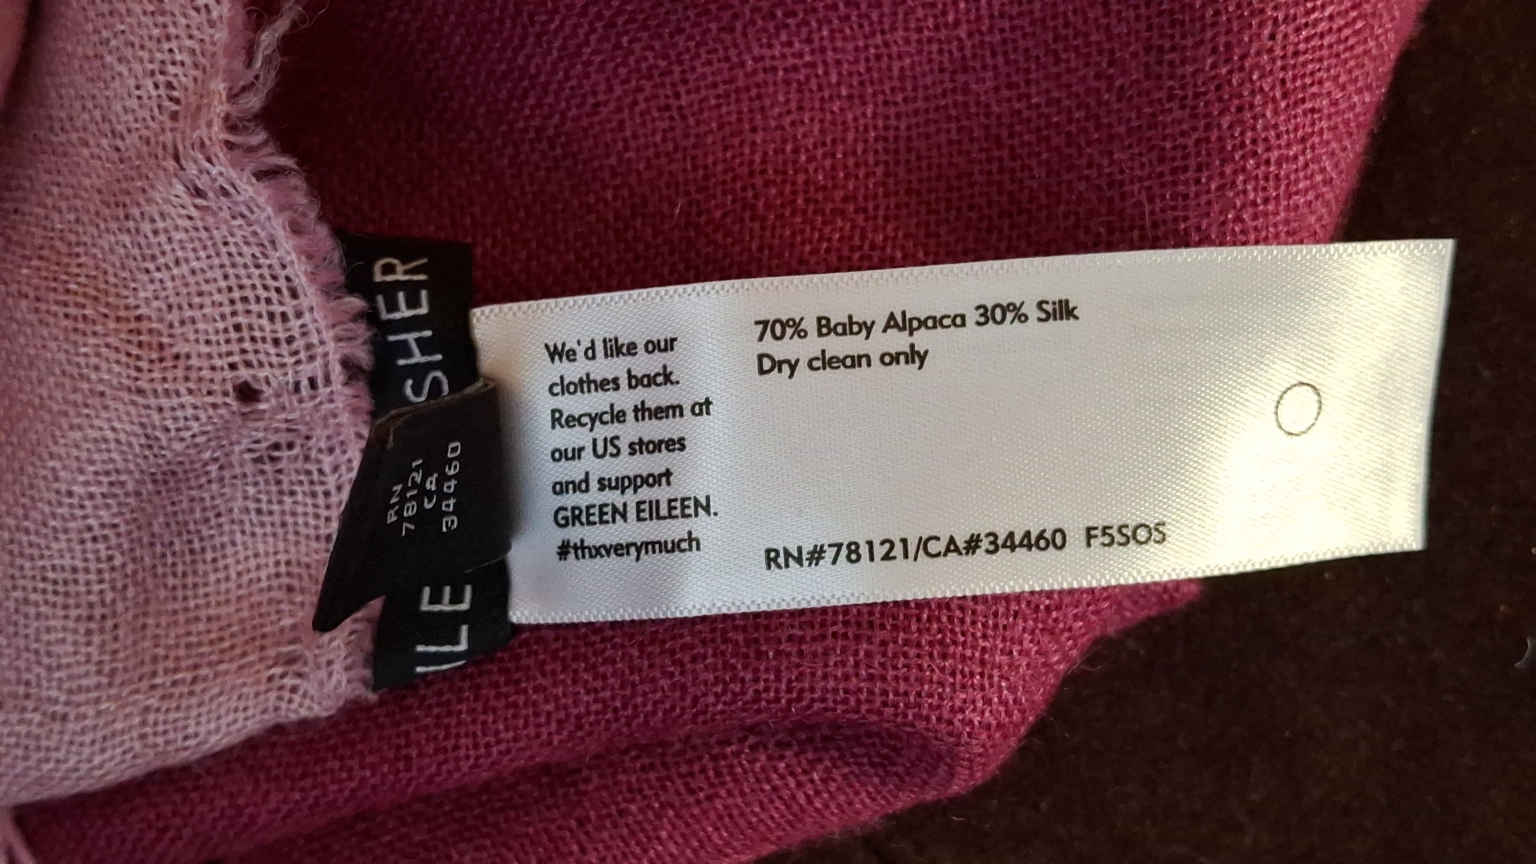 SHER
ILE
RN
78121
CA
34460
We'd like our
clothes back.
Recycle them at
our US stores
and support
GREEN EILEEN.
#thxverymuch
70% Baby Alpaca 30% Silk
Dry clean only
RN#78121/CA#34460 F5SOS